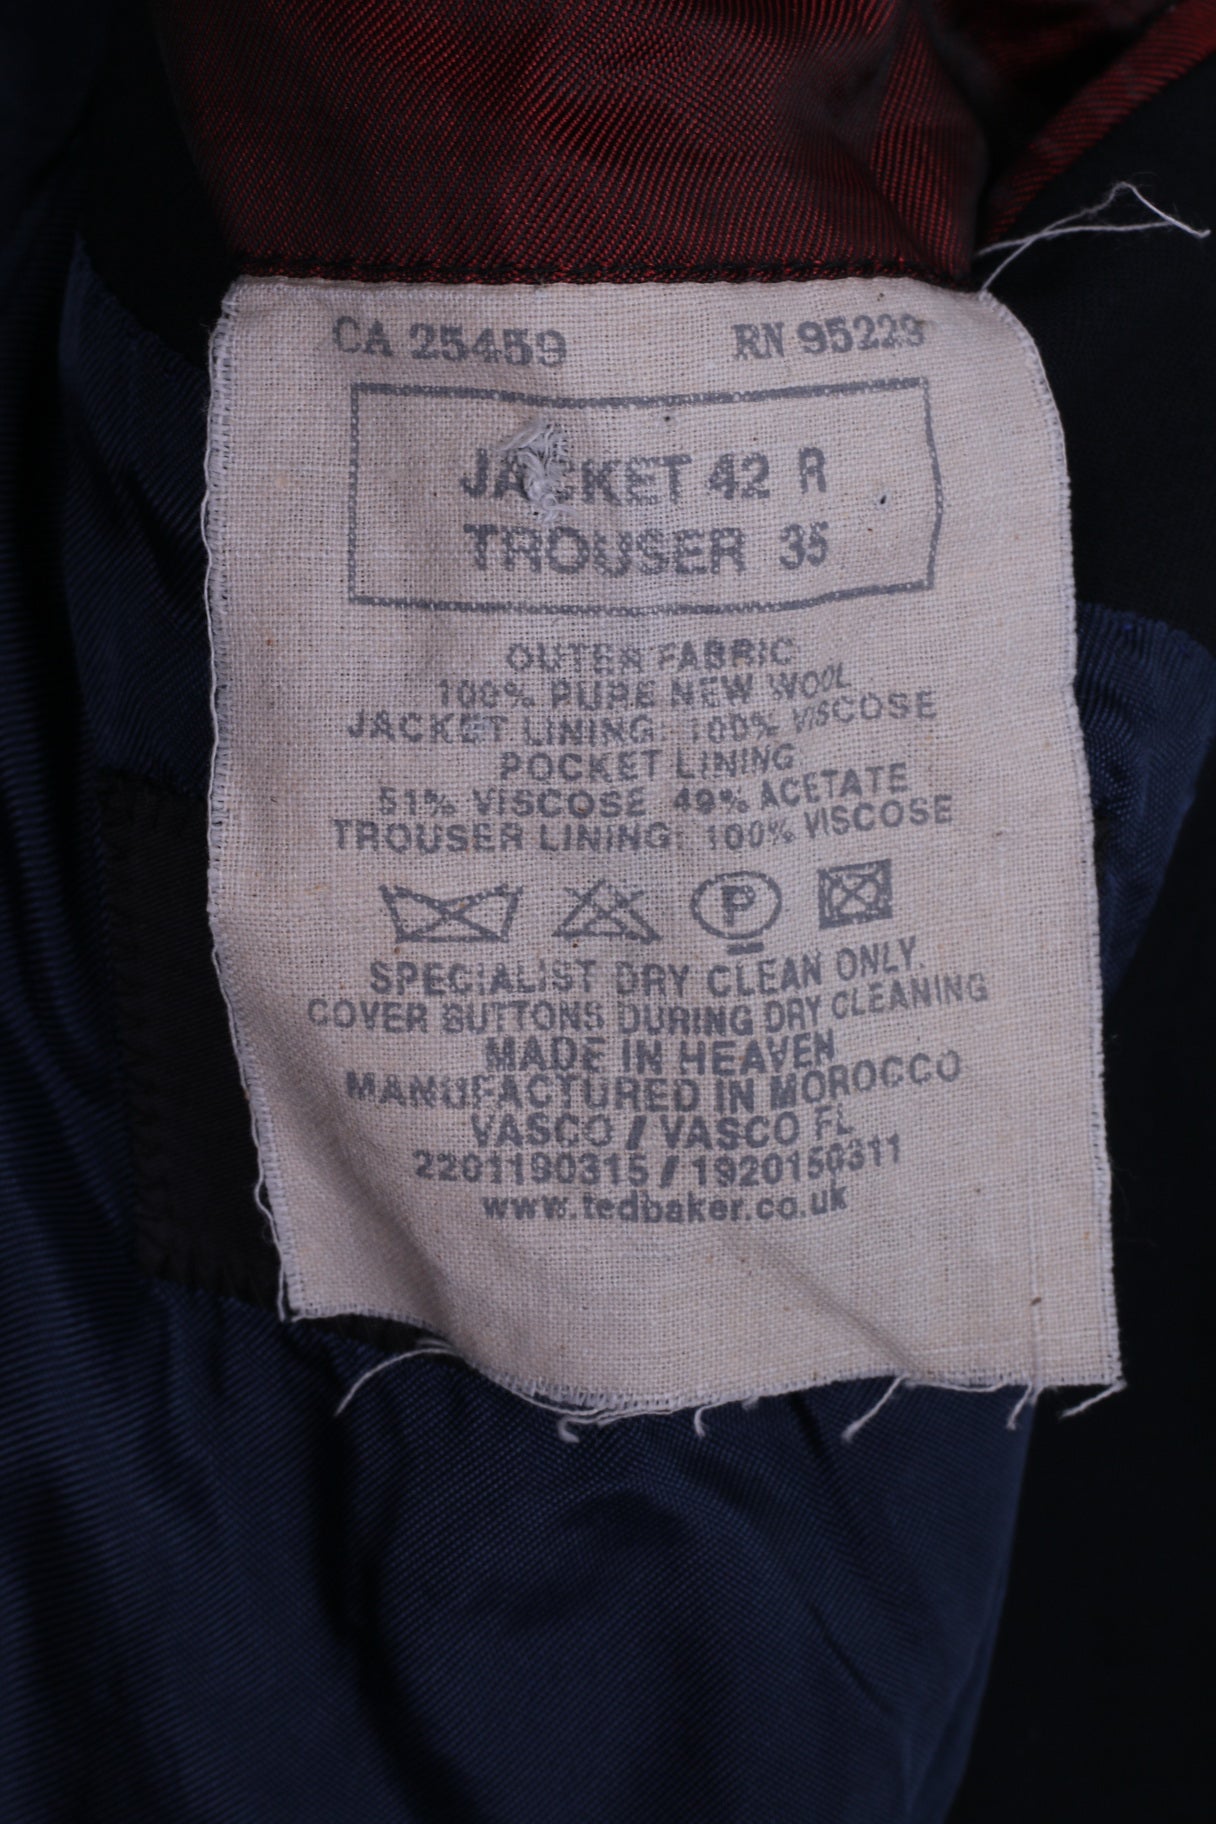 CA 25459 RN 95229
JACKET 42 R
TROUSER 35
OUTER FABRIC
100% PURE NEW WOOL
JACKET LINING: 100% VISCOSE
POCKET LINING
51% VISCOSE 49% ACETATE
TROUSER LINING: 100% VISCOSE
P
SPECIALIST DRY CLEAN ONLY.
COVER BUTTONS DURING DRY CLEANING
MADE IN HEAVEN
MANUFACTURED IN MOROCCO
VASCO / VASCO FL
2201190315 / 1920150311
www.tedbaker.co.uk